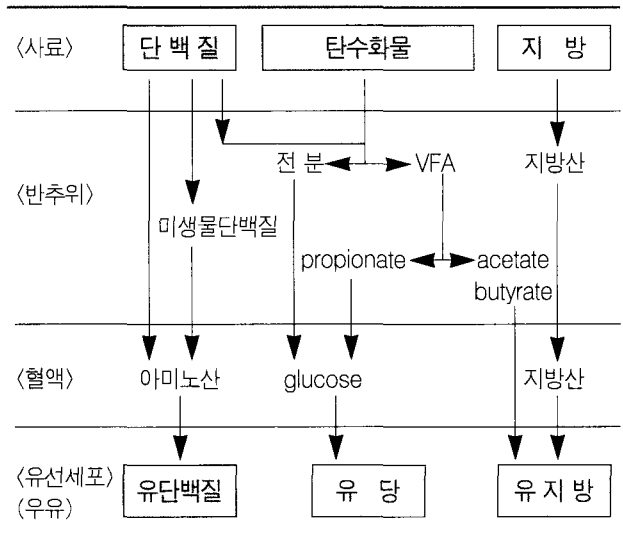 〈사료〉 단 백 질 탄수화물 지 방
전 분 VFA 지방산
〈반추위〉
미생물단백질
propionate acetate
butyrate
〈혈액〉 아미노산 glucose 지방산
〈유선세포〉
(우유)
유단백질 유 당 유 지 방